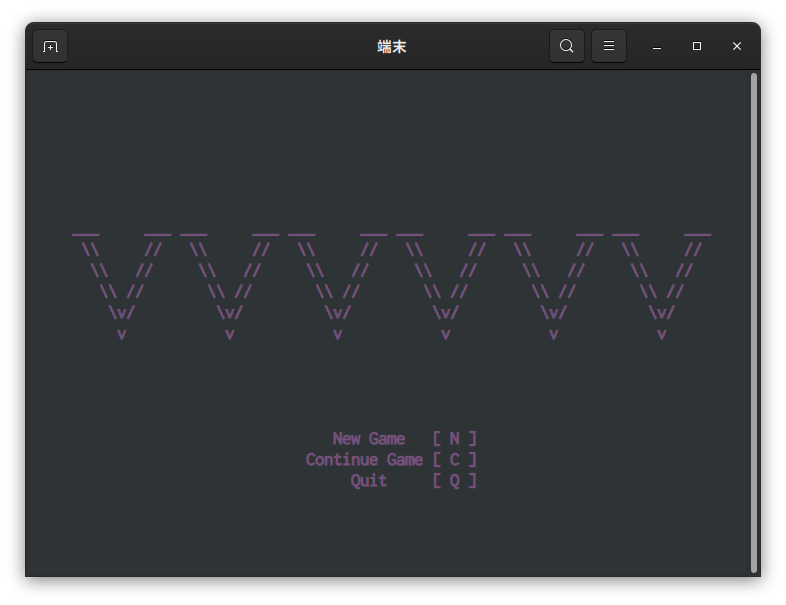 端末
___     ___ ___     ___ ___     ___ ___     ___ ___     ___ ___     ___
 \\     //   \\     //   \\     //   \\     //   \\     //   \\     //
  \\   //     \\   //     \\   //     \\   //     \\   //     \\   //
   \\ //       \\ //       \\ //       \\ //       \\ //       \\ //
    \v/         \v/         \v/         \v/         \v/         \v/
     v           v           v           v           v           v
New Game   [ N ]
Continue Game [ C ]
Quit     [ Q ]